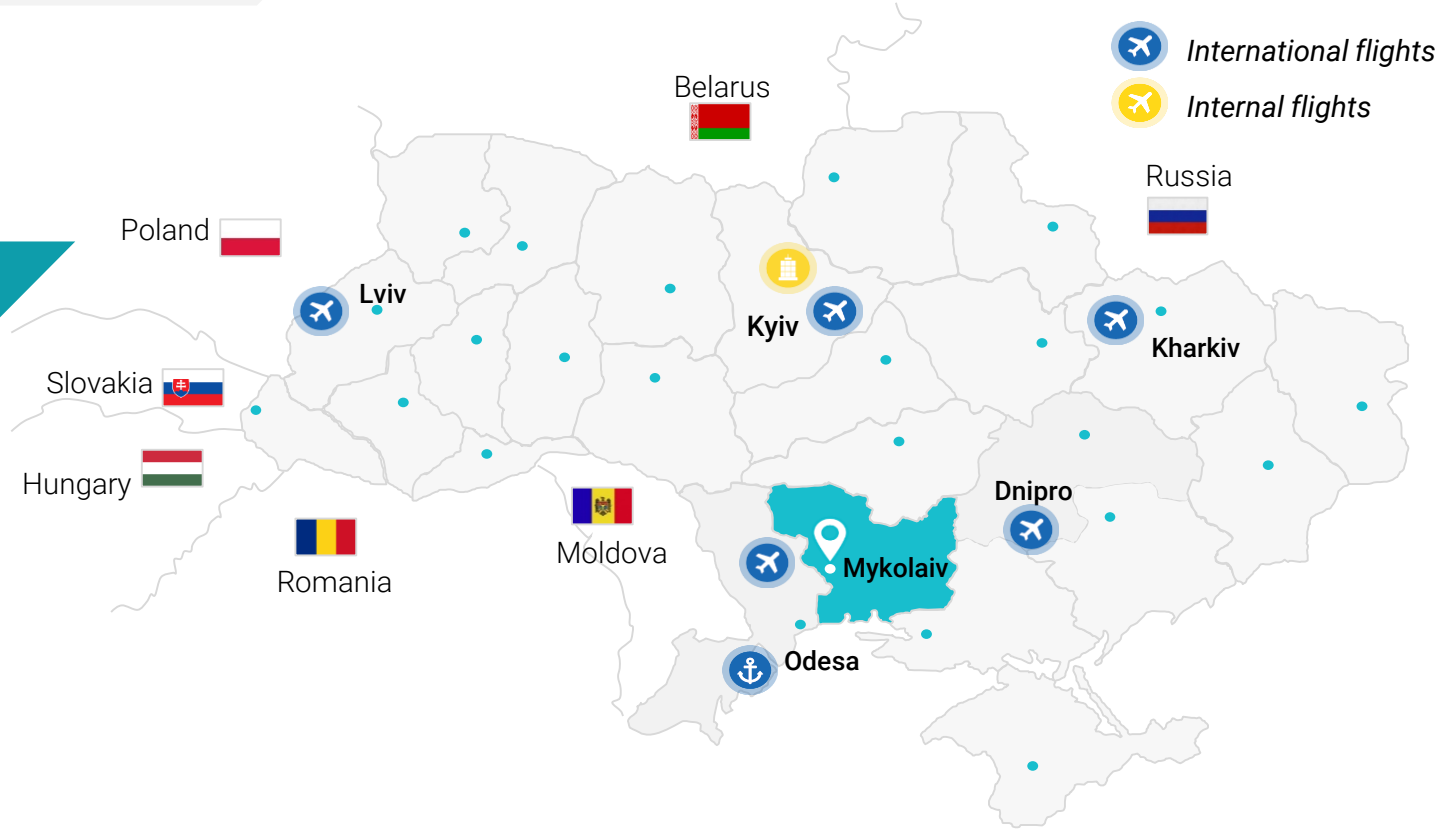 International flights
Internal flights
Belarus
Russia
Poland
Lviv
Kyiv
Kharkiv
Slovakia
Hungary
Dnipro
Moldova
Mykolaiv
Romania
Odesa